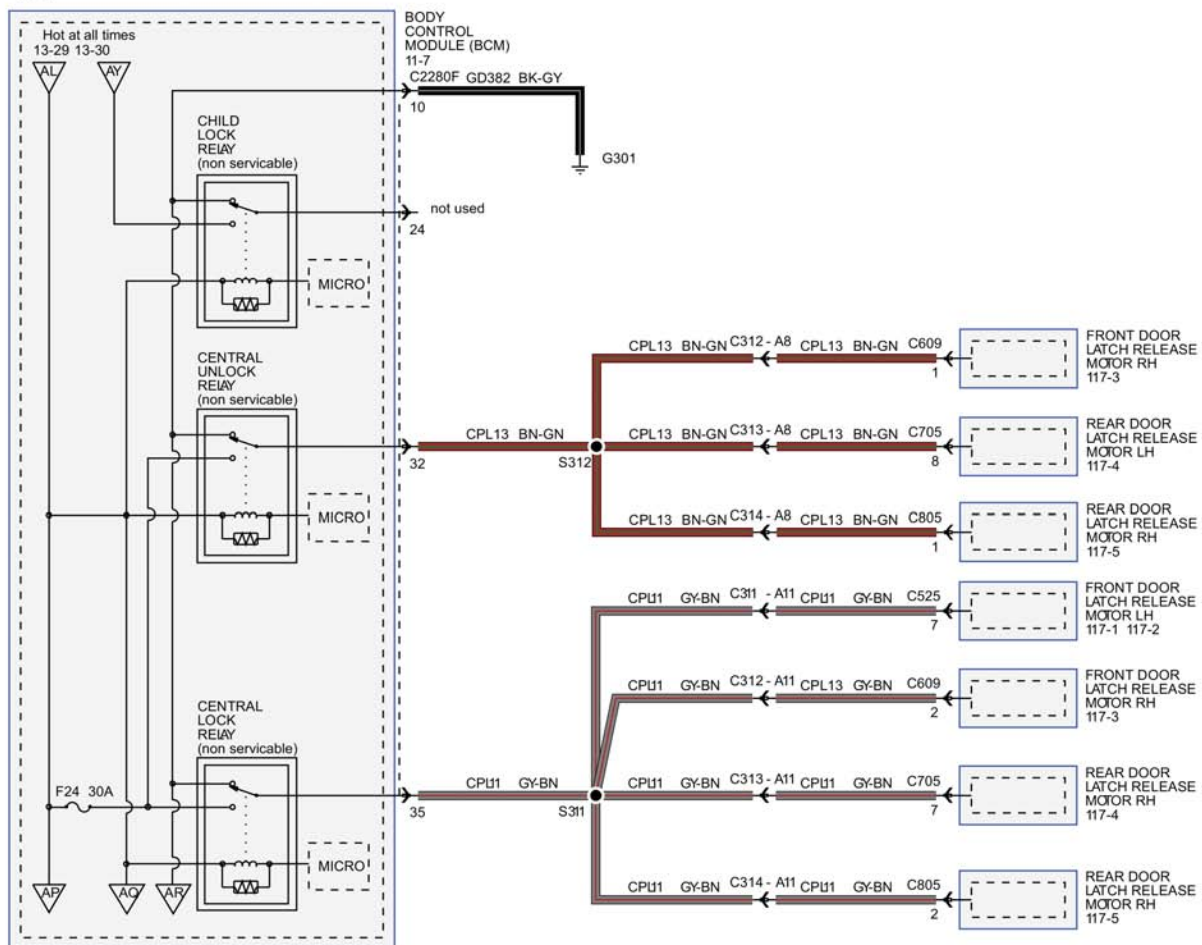 Hot at all times
13-29 13-30
AL
AY
BODY
CONTROL
MODULE (BCM)
11-7
C2280F GD382 BK-GY
10
G301
CHILD
LOCK
RELAY
(non servicable)
not used
24
MICRO
CENTRAL
UNLOCK
RELAY
(non servicable)
MICRO
32
CPL13 BN-GN
S312
CPL13 BN-GN C312 - A8 CPL13 BN-GN C609
1
FRONT DOOR
LATCH RELEASE
MOTOR RH
117-3
CPL13 BN-GN C313 - A8 CPL13 BN-GN C705
8
REAR DOOR
LATCH RELEASE
MOTOR LH
117-4
CPL13 BN-GN C314 - A8 CPL13 BN-GN C805
1
REAR DOOR
LATCH RELEASE
MOTOR RH
117-5
CPL11 GY-BN C311 - A11 CPL11 GY-BN C525
7
FRONT DOOR
LATCH RELEASE
MOTOR LH
117-1 117-2
CPL11 GY-BN C312 - A11 CPL13 GY-BN C609
2
FRONT DOOR
LATCH RELEASE
MOTOR RH
117-3
CENTRAL
LOCK
RELAY
(non servicable)
F24 30A
MICRO
35
CPL11 GY-BN
S311
CPL11 GY-BN C313 - A11 CPL11 GY-BN C705
7
REAR DOOR
LATCH RELEASE
MOTOR RH
117-4
CPL11 GY-BN C314 - A11 CPL11 GY-BN C805
2
REAR DOOR
LATCH RELEASE
MOTOR RH
117-5
AP
AQ
AR